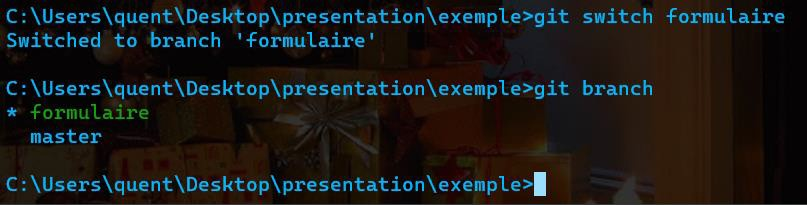 C:\Users\quent\Desktop\presentation\exemple>git switch formulaire
Switched to branch 'formulaire'
C:\Users\quent\Desktop\presentation\exemple>git branch
* formulaire
  master
C:\Users\quent\Desktop\presentation\exemple>